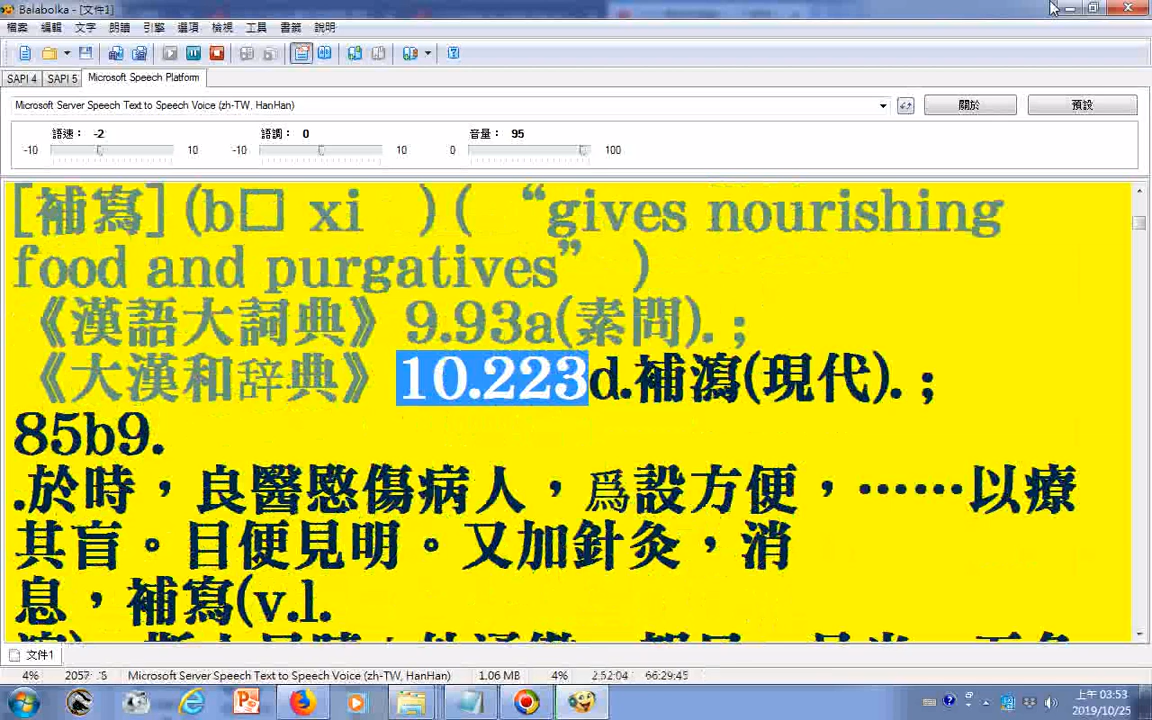 Balabolka - [文件1]
檔案 編輯 文字 朗讀 引擎 選項 檢視 工具 書籤 說明
SAPI 4 SAPI 5 Microsoft Speech Platform
Microsoft Server Speech Text to Speech Voice (zh-TW, HanHan) 關於 預設
語速： -2 語調： 0 音量： 95
-10 10 -10 10 0 100
[補寫] (b□ xi ) ( “gives nourishing
food and purgatives” )
《漢語大詞典》 9.93a(素問). ;
《大漢和辞典》 10.223d.補瀉(現代). ;
85b9.
.於時，良醫愍傷病人，爲設方便，……以療
其盲。目便見明。又加針灸，消
息，補寫(v.l.
文件1
4% Microsoft Server Speech Text to Speech Voice (zh-TW, HanHan) 1.06 MB 4% 2:52:04 66:29:45
上午 03:53
2019/10/25